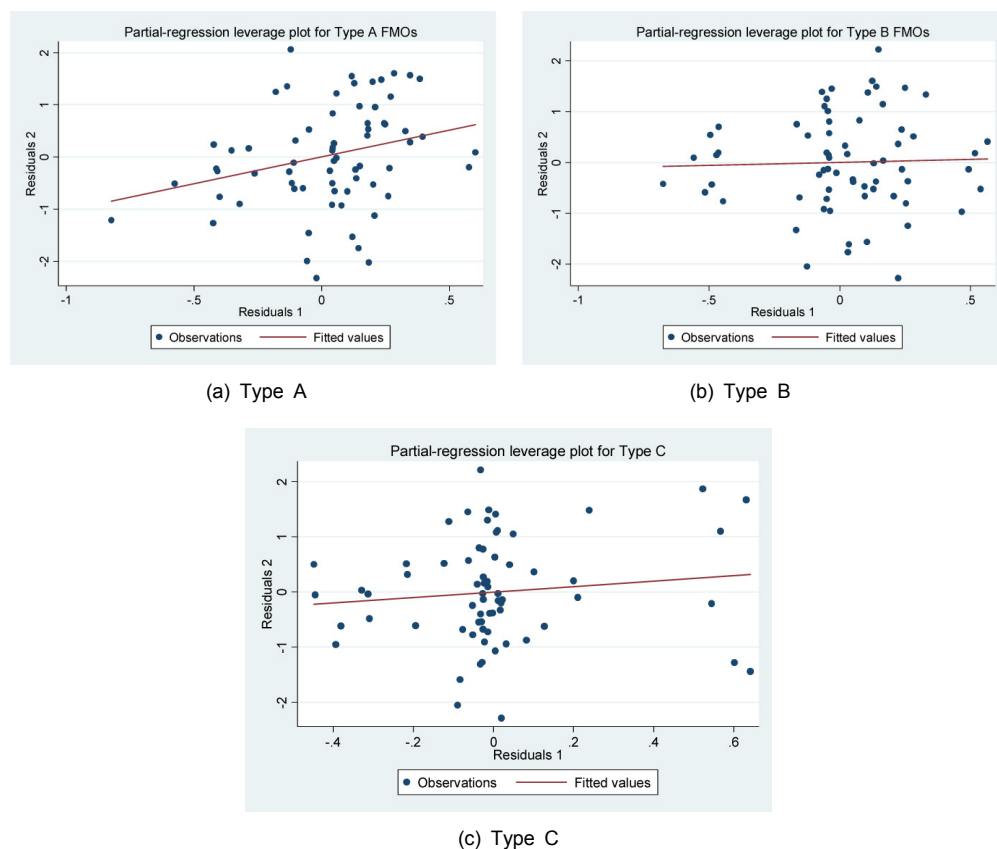 Partial-regression leverage plot for Type A FMOs
Residuals 2
2
1
0
-1
-2
-1
-.5
0
.5
Residuals 1
Observations
Fitted values
(a) Type A
Partial-regression leverage plot for Type B FMOs
Residuals 2
2
1
0
-1
-2
-1
-.5
0
.5
Residuals 1
Observations
Fitted values
(b) Type B
Partial-regression leverage plot for Type C
Residuals 2
2
1
0
-1
-2
-.4
-.2
0
.2
.4
.6
Residuals 1
Observations
Fitted values
(c) Type C